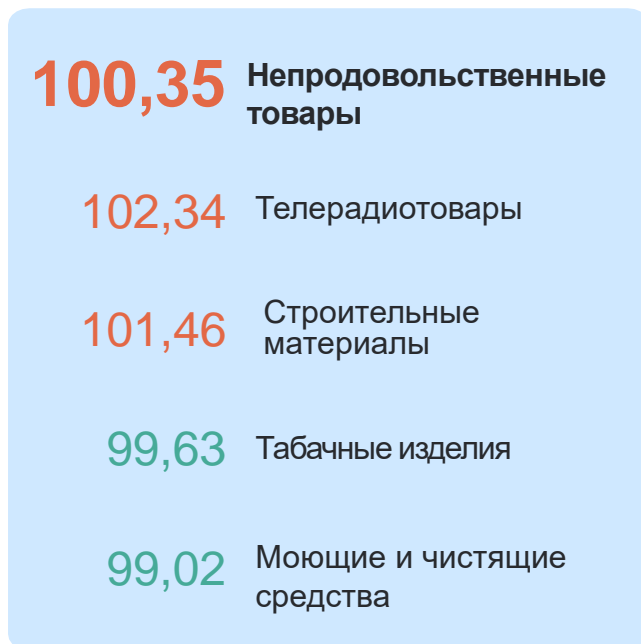 100,35 Непродовольственные
товары
102,34 Телерадиотовары
101,46 Строительные
материалы
99,63 Табачные изделия
99,02 Моющие и чистящие
средства